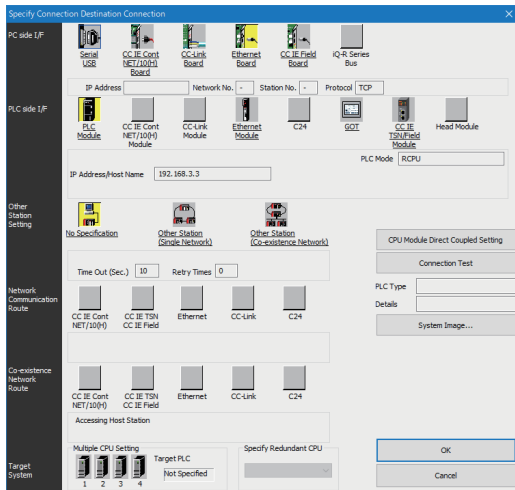 Specify Connection Destination Connection
PC side I/F
Serial
USB
CC IE Cont
NET/10(H)
Board
CC-Link
Board
Ethernet
Board
CC IE Field
Board
iQ-R Series
Bus
IP Address
Network No. -
Station No. -
Protocol TCP
PLC side I/F
PLC
Module
CC IE Cont
NET/10(H)
Module
CC-Link
Module
Ethernet
Module
C24
GOT
CC IE
TSN/Field
Module
Head Module
PLC Mode RCPU
IP Address/Host Name 192.168.3.3
Other
Station
Setting
No Specification
Other Station
(Single Network)
Other Station
(Co-existence Network)
Time Out (Sec.) 10
Retry Times 0
CPU Module Direct Coupled Setting
Connection Test
PLC Type
Details
System Image...
Network
Communication
Route
CC IE Cont
NET/10(H)
CC IE TSN
CC IE Field
Ethernet
CC-Link
C24
Co-existence
Network
Route
CC IE Cont
NET/10(H)
CC IE TSN
CC IE Field
Ethernet
CC-Link
C24
Accessing Host Station
Target
System
Multiple CPU Setting
1 2 3 4
Target PLC
Not Specified
Specify Redundant CPU
OK
Cancel